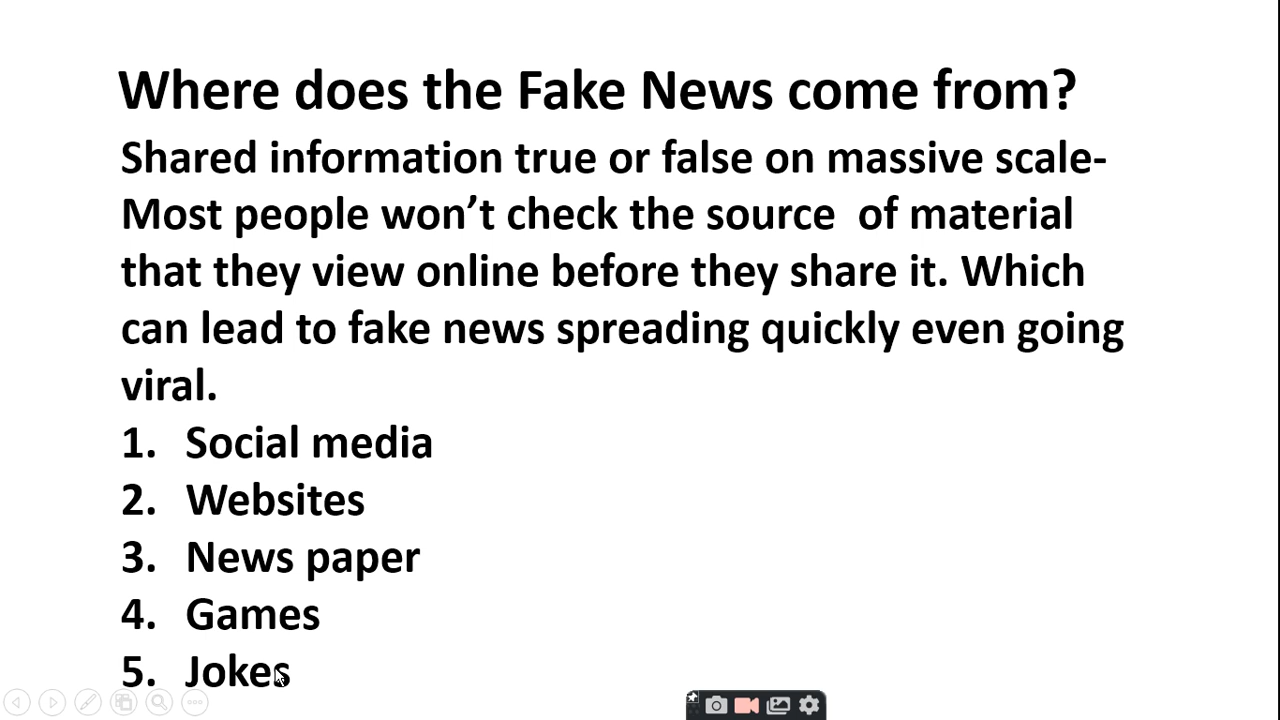 Where does the Fake News come from?
Shared information true or false on massive scale-
Most people won’t check the source  of material
that they view online before they share it. Which
can lead to fake news spreading quickly even going
viral.
1. Social media
2. Websites
3. News paper
4. Games
5. Jokes